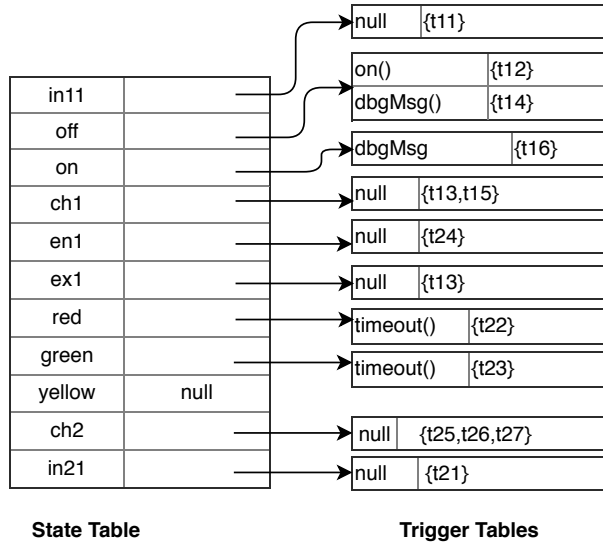 null {t11}
on() {t12}
in11
dbgMsg() {t14}
off
dbgMsg {t16}
on
null {t13,t15}
ch1
null {t24}
en1
null {t13}
ex1
red
timeout() {t22}
green
timeout() {t23}
yellow null
ch2
null {t25,t26,t27}
in21
null {t21}
State Table
Trigger Tables